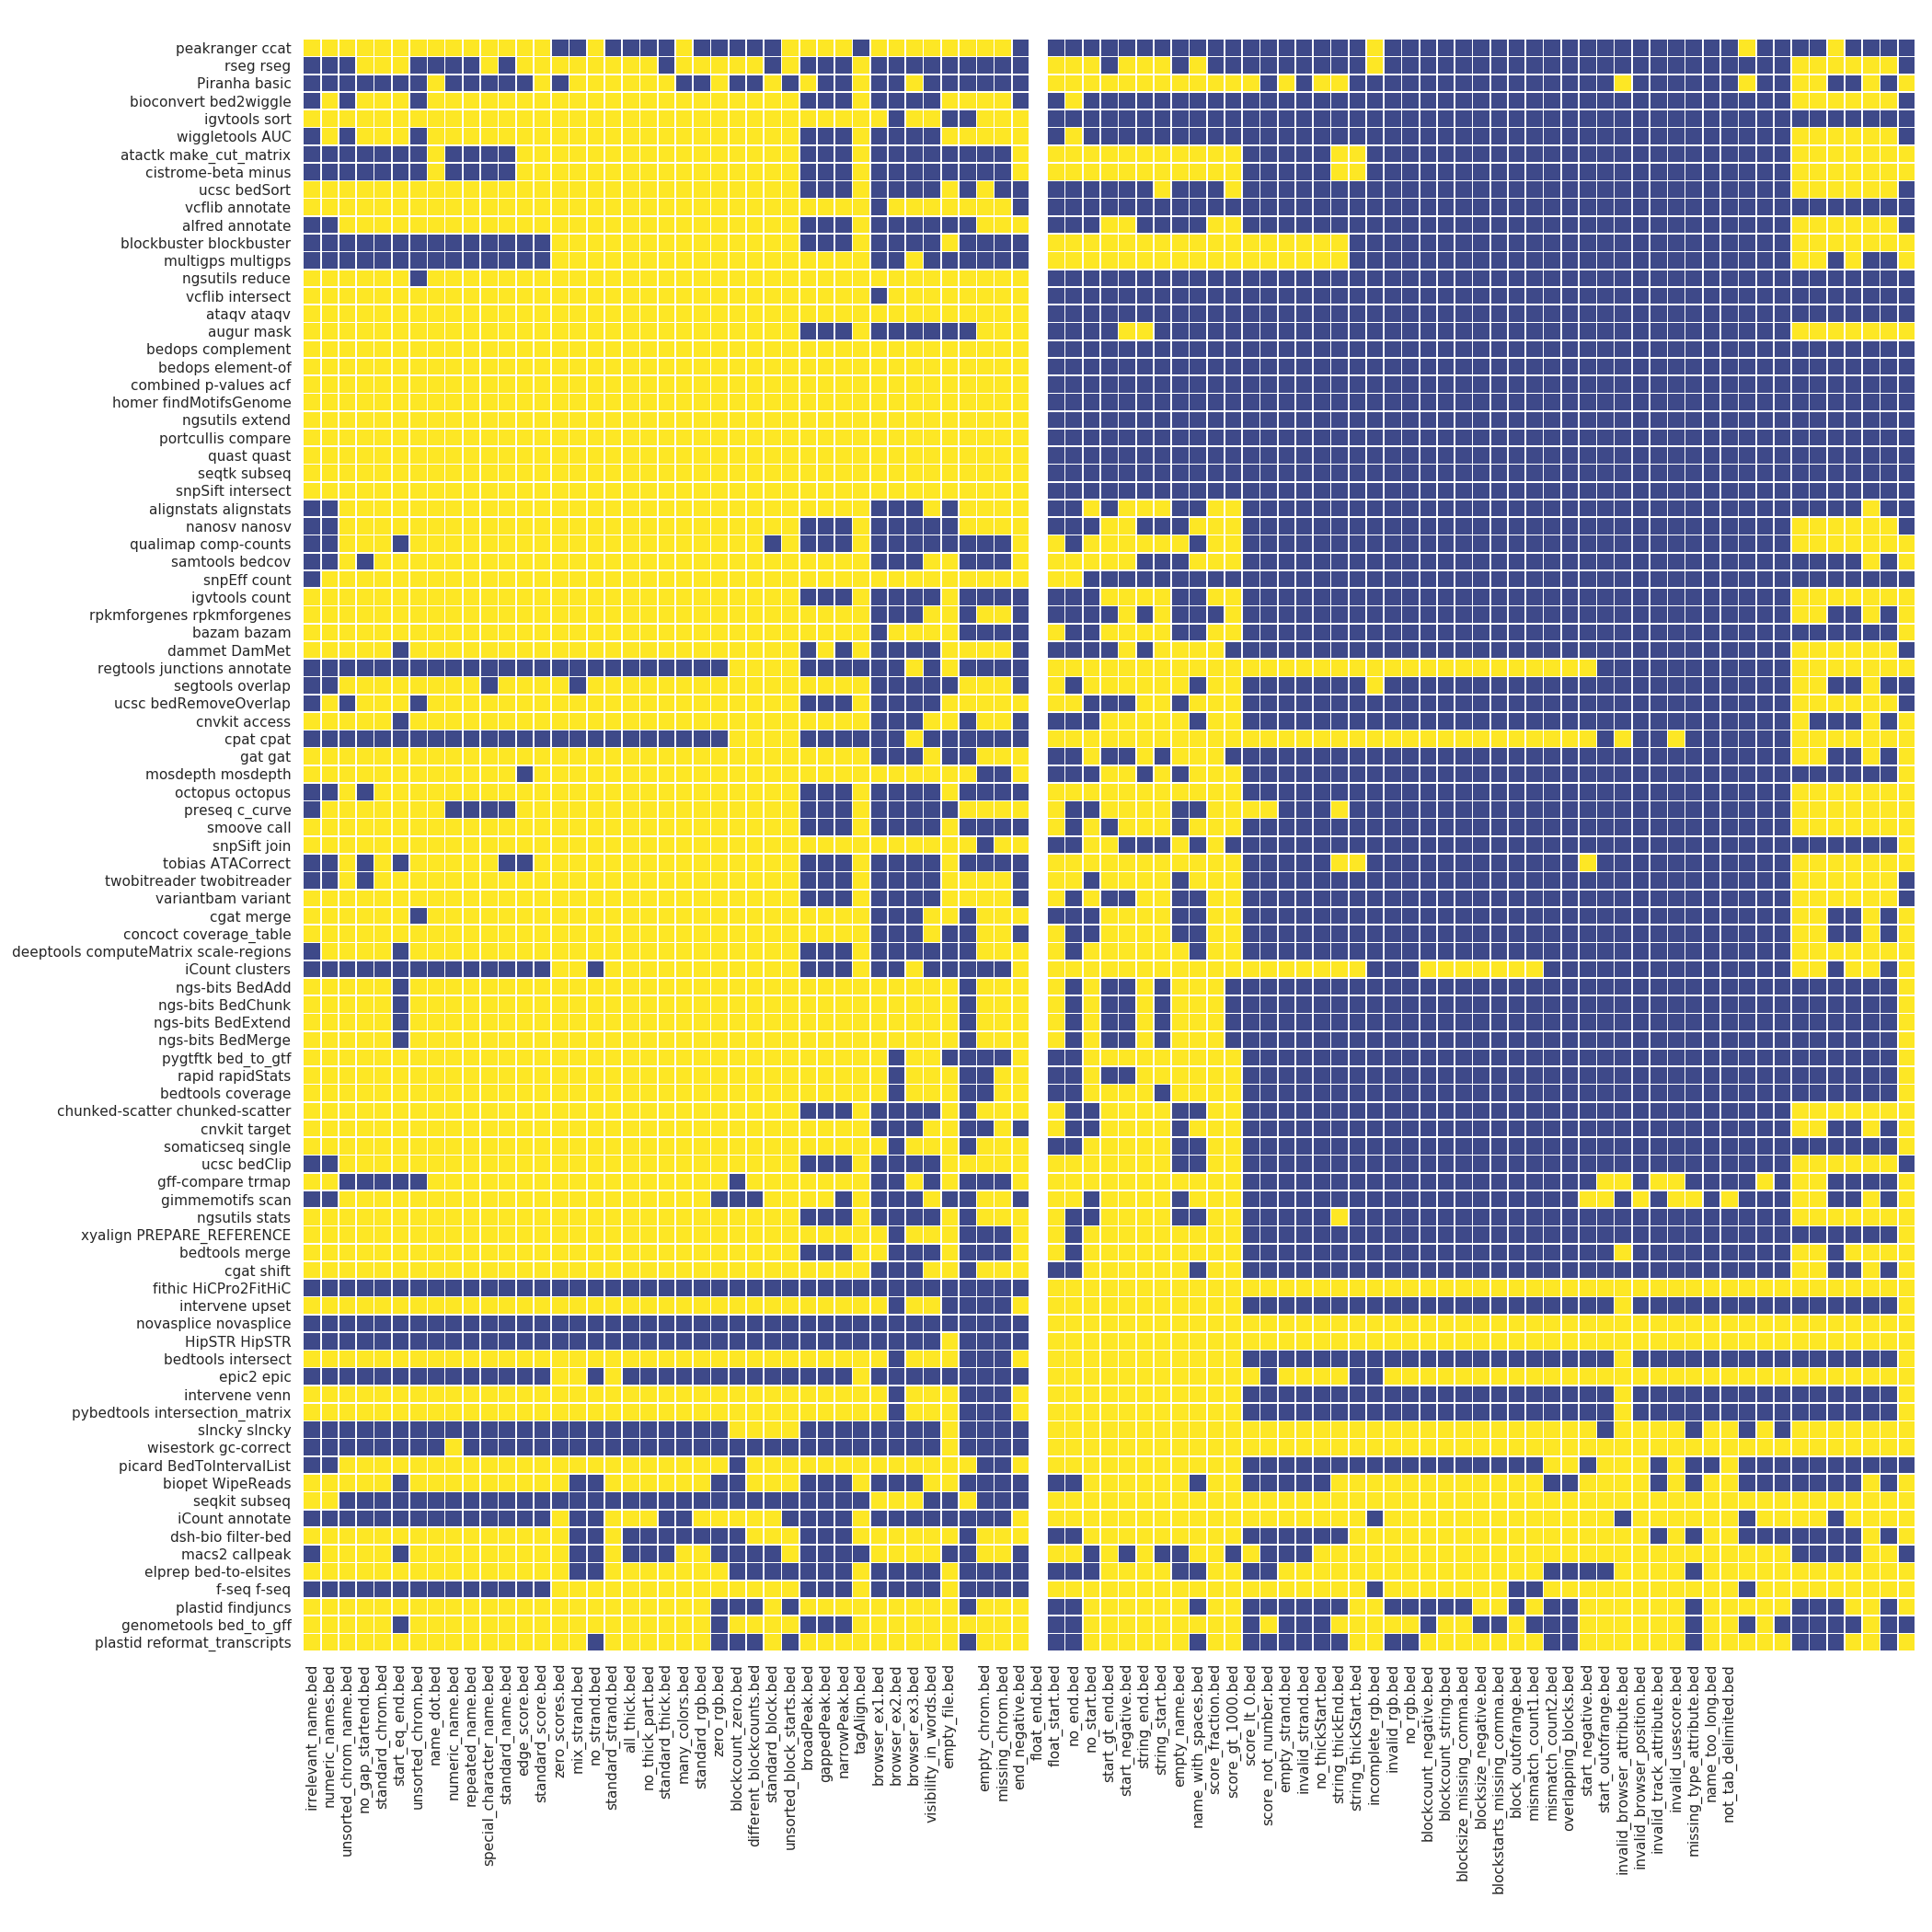 peakranger ccat
rseg rseg
Piranha basic
bioconvert bed2wiggle
igvtools sort
wiggletools AUC
atactk make_cut_matrix
cistrome-beta minus
ucsc bedSort
vcflib annotate
alfred annotate
blockbuster blockbuster
multigps multigps
ngsutils reduce
vcflib intersect
ataqv ataqv
augur mask
bedops complement
bedops element-of
combined p-values acf
homer findMotifsGenome
ngsutils extend
portcullis compare
quast quast
seqtk subseq
snpSift intersect
alignstats alignstats
nanosv nanosv
qualimap comp-counts
samtools bedcov
snpEff count
igvtools count
rpkmforgenes rpkmforgenes
bazam bazam
dammet DamMet
regtools junctions annotate
segtools overlap
ucsc bedRemoveOverlap
cnvkit access
cpat cpat
gat gat
mosdepth mosdepth
octopus octopus
preseq c_curve
smoove call
snpSift join
tobias ATACorrect
twobitreader twobitreader
variantbam variant
cgat merge
concoct coverage_table
deeptools computeMatrix scale-regions
iCount clusters
ngs-bits BedAdd
ngs-bits BedChunk
ngs-bits BedExtend
ngs-bits BedMerge
pygtftk bed_to_gtf
rapid rapidStats
bedtools coverage
chunked-scatter chunked-scatter
cnvkit target
somaticseq single
ucsc bedClip
gff-compare trmap
gimmemotifs scan
ngsutils stats
xyalign PREPARE_REFERENCE
bedtools merge
cgat shift
fithic HiCPro2FitHiC
intervene upset
novasplice novasplice
HipSTR HipSTR
bedtools intersect
epic2 epic
intervene venn
pybedtools intersection_matrix
slncky slncky
wisestork gc-correct
picard BedToIntervalList
biopet WipeReads
seqkit subseq
iCount annotate
dsh-bio filter-bed
macs2 callpeak
elprep bed-to-elsites
f-seq f-seq
plastid findjuncs
genometools bed_to_gff
plastid reformat_transcripts
irrelevant_name.bed
numeric_names.bed
unsorted_chrom_name.bed
no_gap_startend.bed
standard_chrom.bed
start_eq_end.bed
unsorted_chrom.bed
name_dot.bed
numeric_name.bed
repeated_name.bed
special_character_name.bed
standard_name.bed
edge_score.bed
standard_score.bed
zero_scores.bed
mix_strand.bed
no_strand.bed
standard_strand.bed
all_thick.bed
no_thick_part.bed
standard_thick.bed
many_colors.bed
standard_rgb.bed
zero_rgb.bed
blockcount_zero.bed
different_blockcounts.bed
standard_block.bed
unsorted_block_starts.bed
broadPeak.bed
gappedPeak.bed
narrowPeak.bed
tagAlign.bed
browser_ex1.bed
browser_ex2.bed
browser_ex3.bed
visibility_in_words.bed
empty_file.bed
empty_chrom.bed
missing_chrom.bed
end_negative.bed
float_end.bed
float_start.bed
no_end.bed
no_start.bed
start_gt_end.bed
start_negative.bed
string_end.bed
string_start.bed
empty_name.bed
name_with_spaces.bed
score_fraction.bed
score_gt_1000.bed
score_lt_0.bed
score_not_number.bed
empty_strand.bed
invalid_strand.bed
no_thickStart.bed
string_thickEnd.bed
string_thickStart.bed
incomplete_rgb.bed
invalid_rgb.bed
no_rgb.bed
blockcount_negative.bed
blockcount_string.bed
blocksize_missing_comma.bed
blocksize_negative.bed
blockstarts_missing_comma.bed
block_outofrange.bed
mismatch_count1.bed
mismatch_count2.bed
overlapping_blocks.bed
start_negative.bed
start_outofrange.bed
invalid_browser_attribute.bed
invalid_browser_position.bed
invalid_track_attribute.bed
invalid_usescore.bed
missing_type_attribute.bed
name_too_long.bed
not_tab_delimited.bed